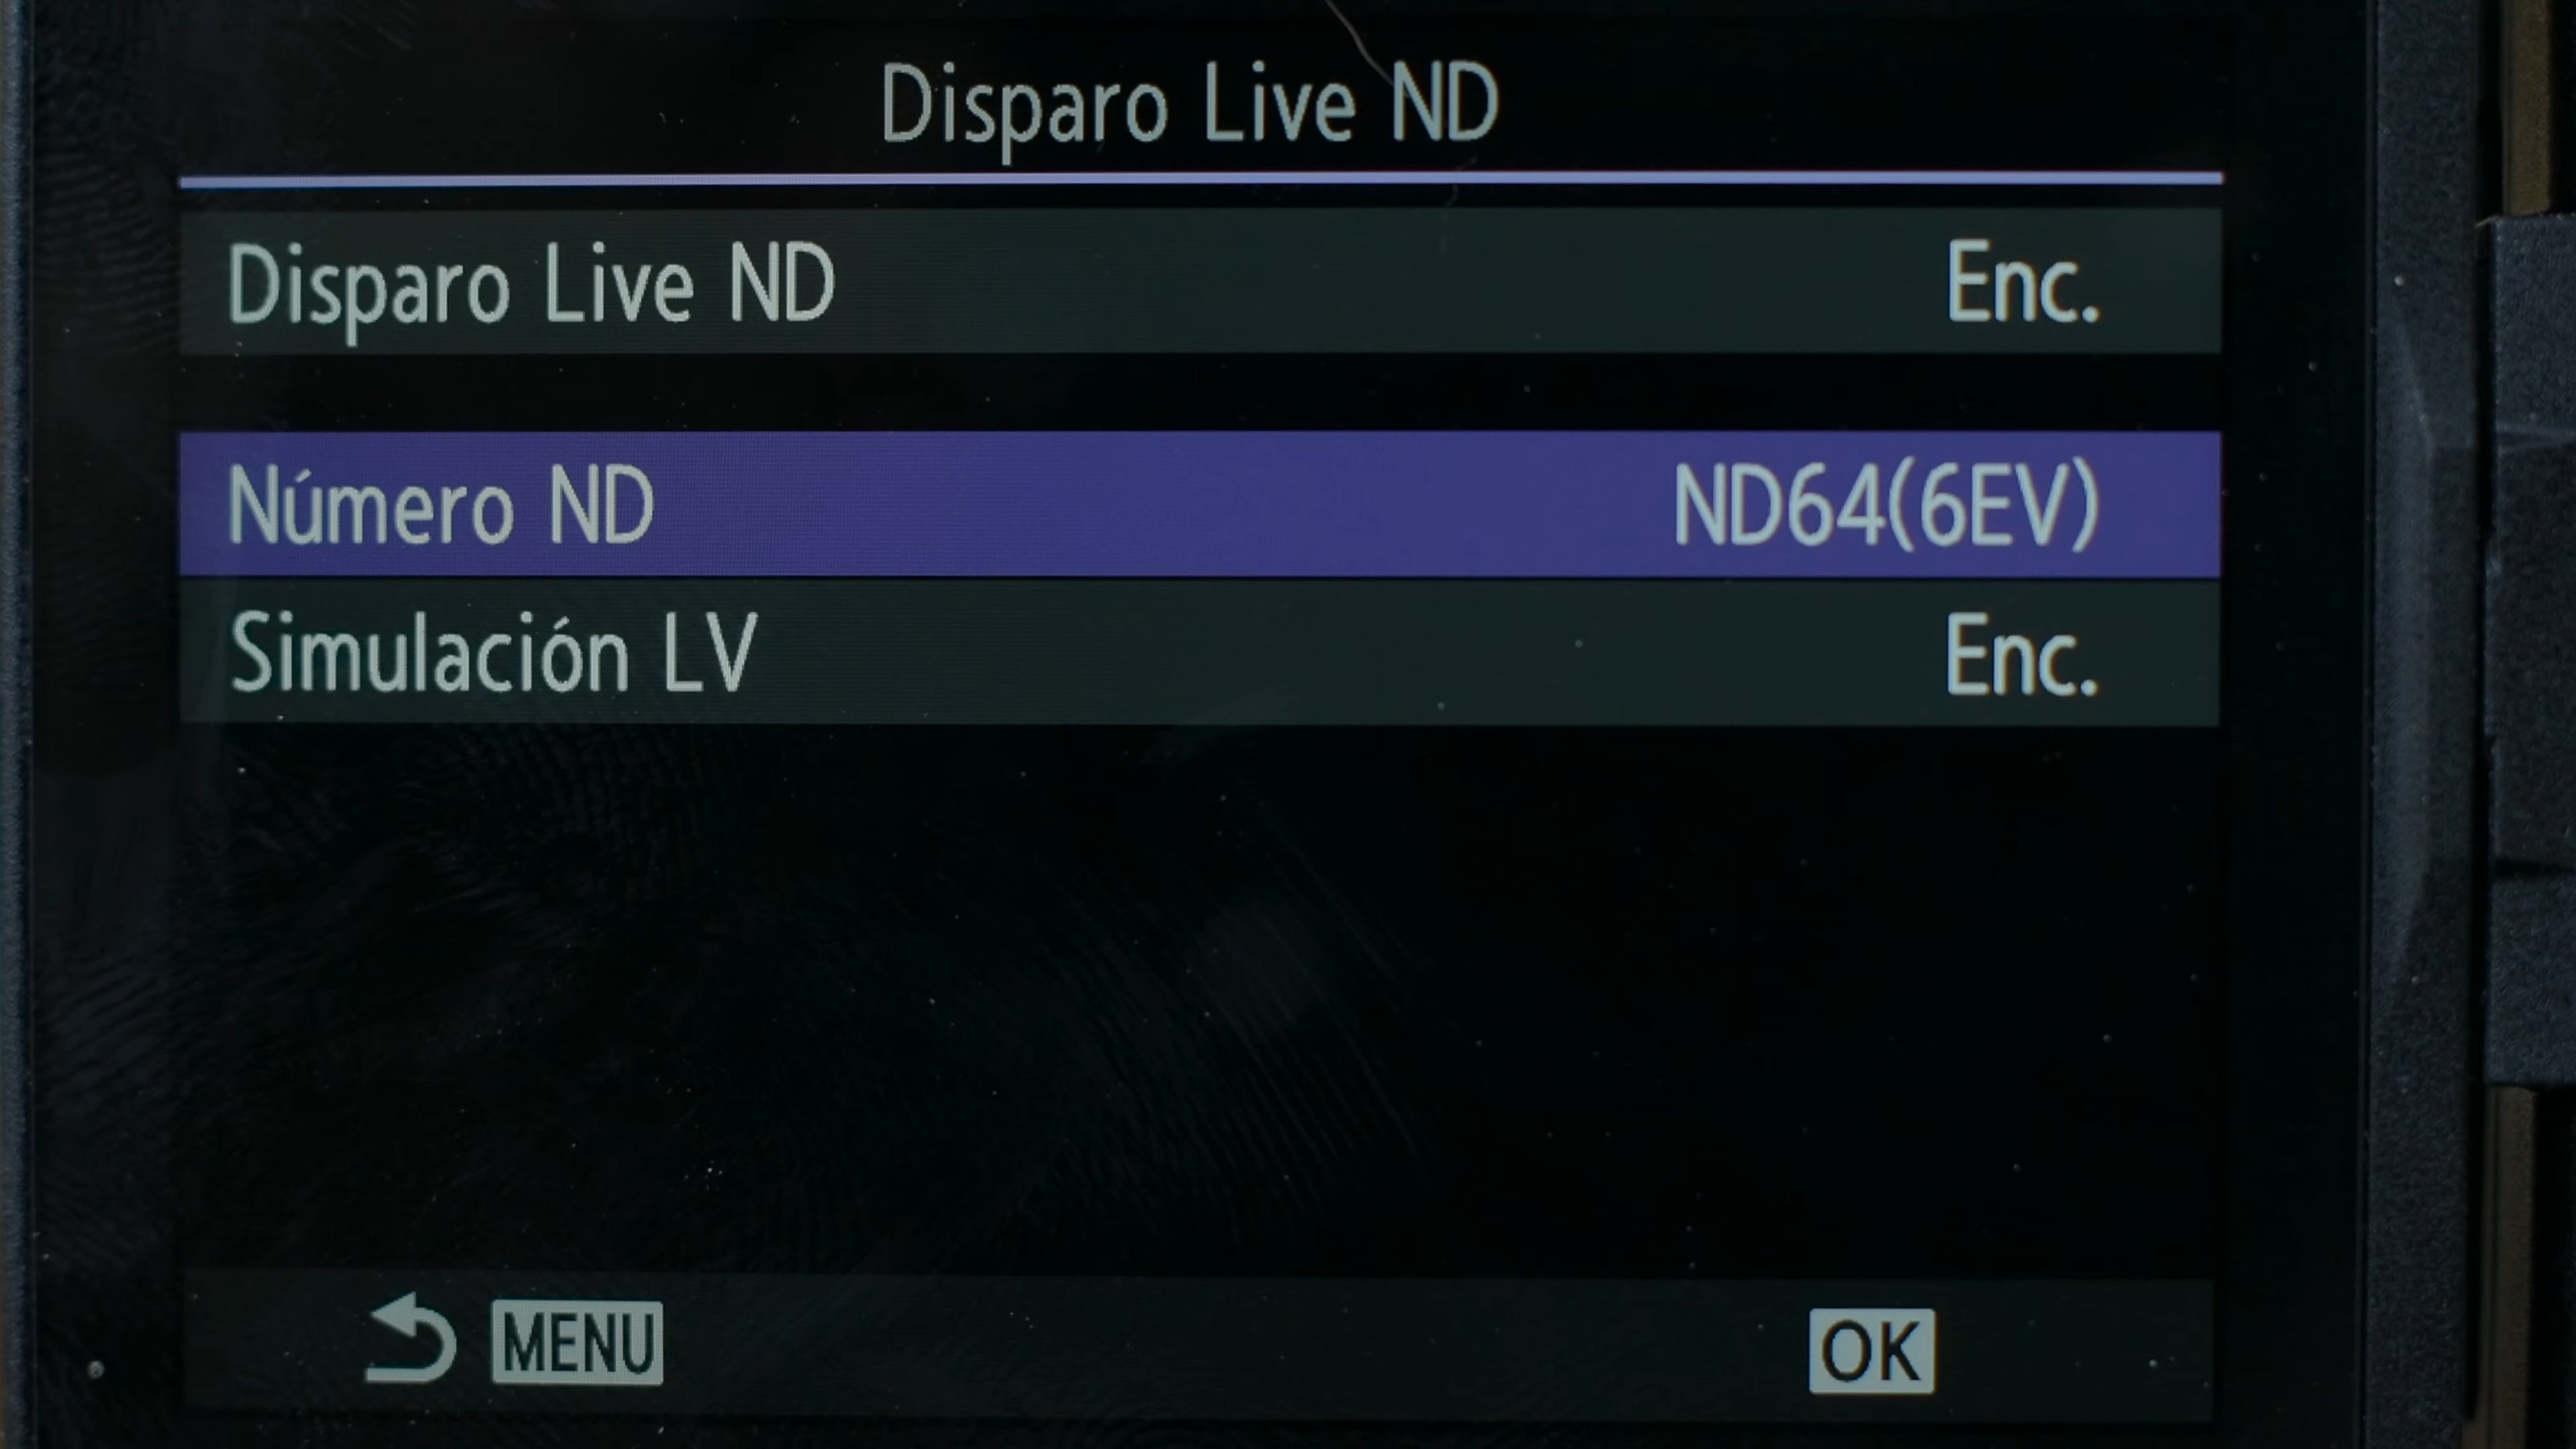 Disparo Live ND
Disparo Live ND Enc.
Número ND ND64(6EV)
Simulación LV Enc.
MENU OK